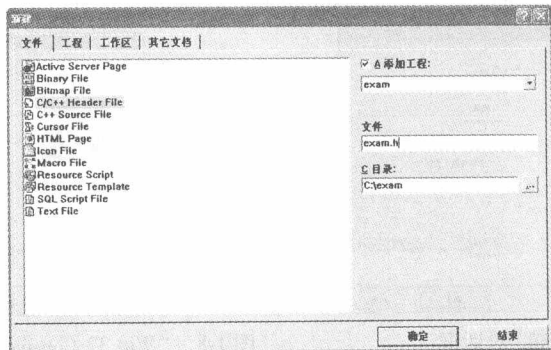 新建
文件 工程 工作区 其它文档
Active Server Page
Binary File
Bitmap File
C/C++ Header File
C++ Source File
Cursor File
HTML Page
Icon File
Macro File
Resource Script
Resource Template
SQL Script File
Text File
A 添加工程:
exam
文件
exam.h
C 目录:
C:\exam
...
确定
结束